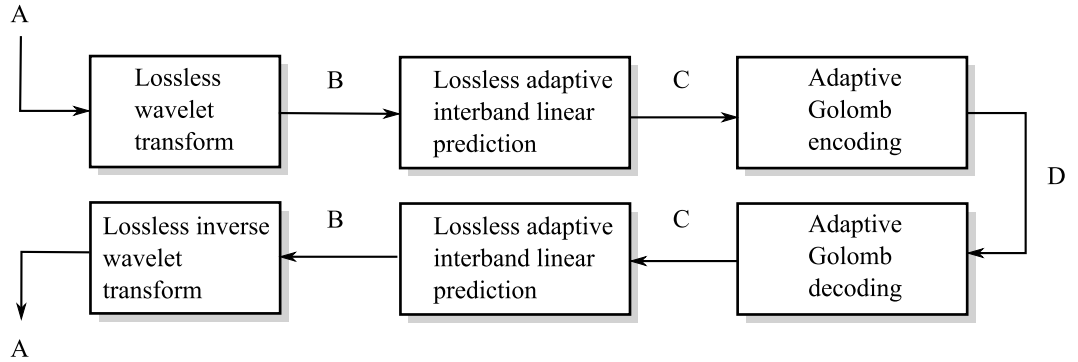 A
Lossless
wavelet
transform
B
Lossless adaptive
interband linear
prediction
C
Adaptive
Golomb
encoding
D
Lossless inverse
wavelet
transform
B
Lossless adaptive
interband linear
prediction
C
Adaptive
Golomb
decoding
A